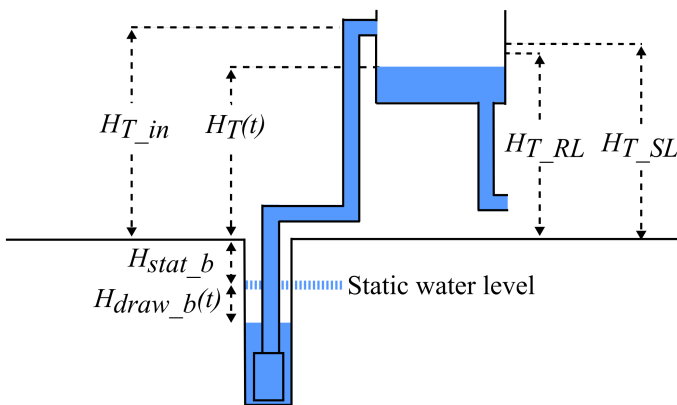 H_T_in
H_T(t)
H_T_RL
H_T_SL
H_stat_b
Static water level
H_draw_b(t)